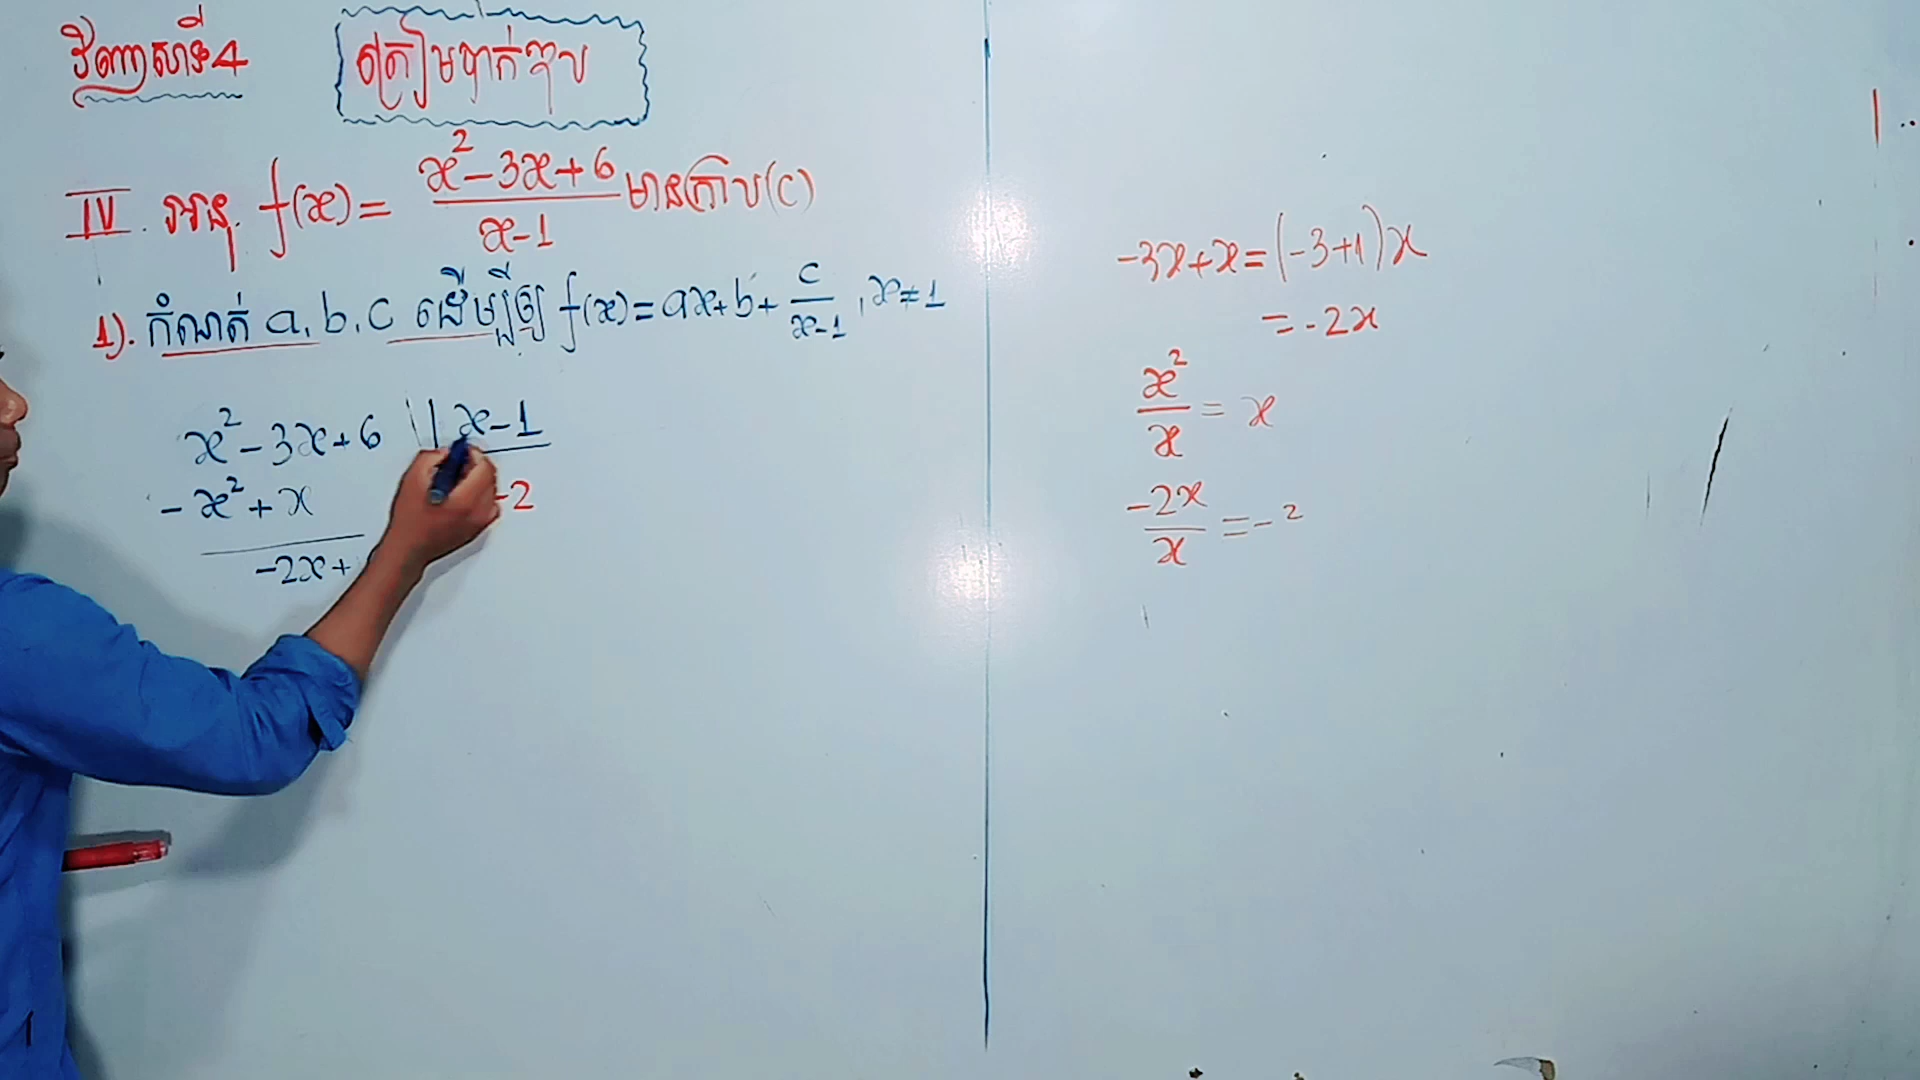 វិញ្ញាសាទី4
ត្រៀមបាក់ឌុប
IV. អនុ. f(x) = (x² - 3x + 6)/(x - 1) មានក្រាប(C)
1). កំណត់ a, b, c ដើម្បីឲ្យ f(x) = ax + b + c/(x-1), x ≠ 1
x² - 3x + 6 | x - 1
- x² + x
-2
-2x +
-3x + x = (-3+1)x
= -2x
x²/x = x
-2x/x = -2